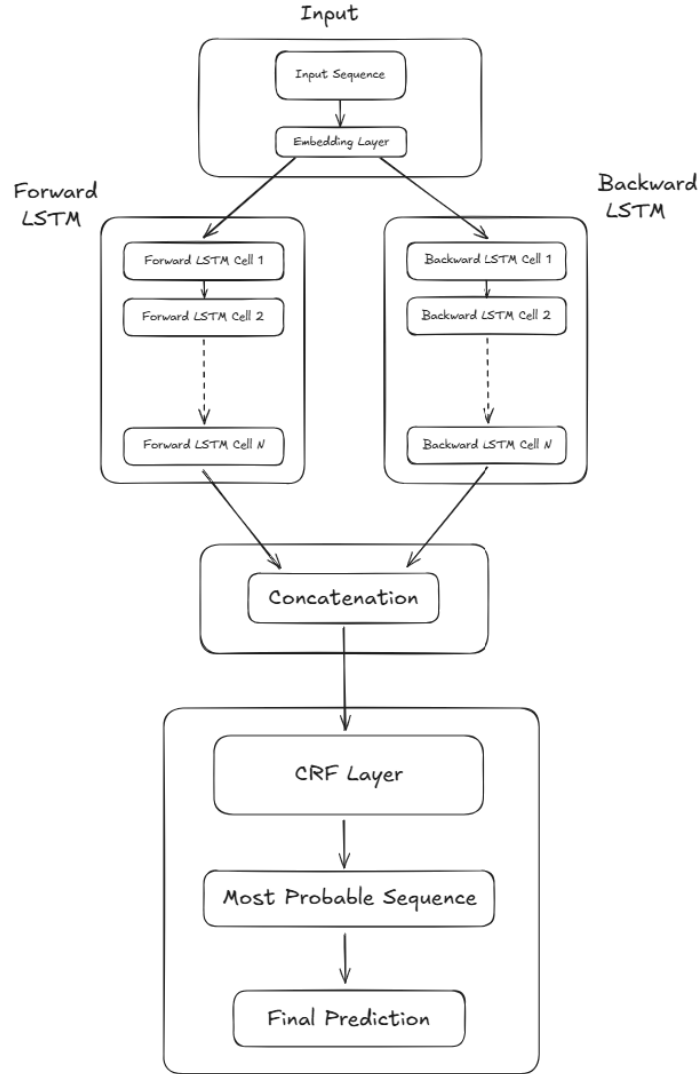 Input
Input Sequence
Embedding Layer
Forward
LSTM
Backward
LSTM
Forward LSTM Cell 1
Forward LSTM Cell 2
Forward LSTM Cell N
Backward LSTM Cell 1
Backward LSTM Cell 2
Backward LSTM Cell N
Concatenation
CRF Layer
Most Probable Sequence
Final Prediction